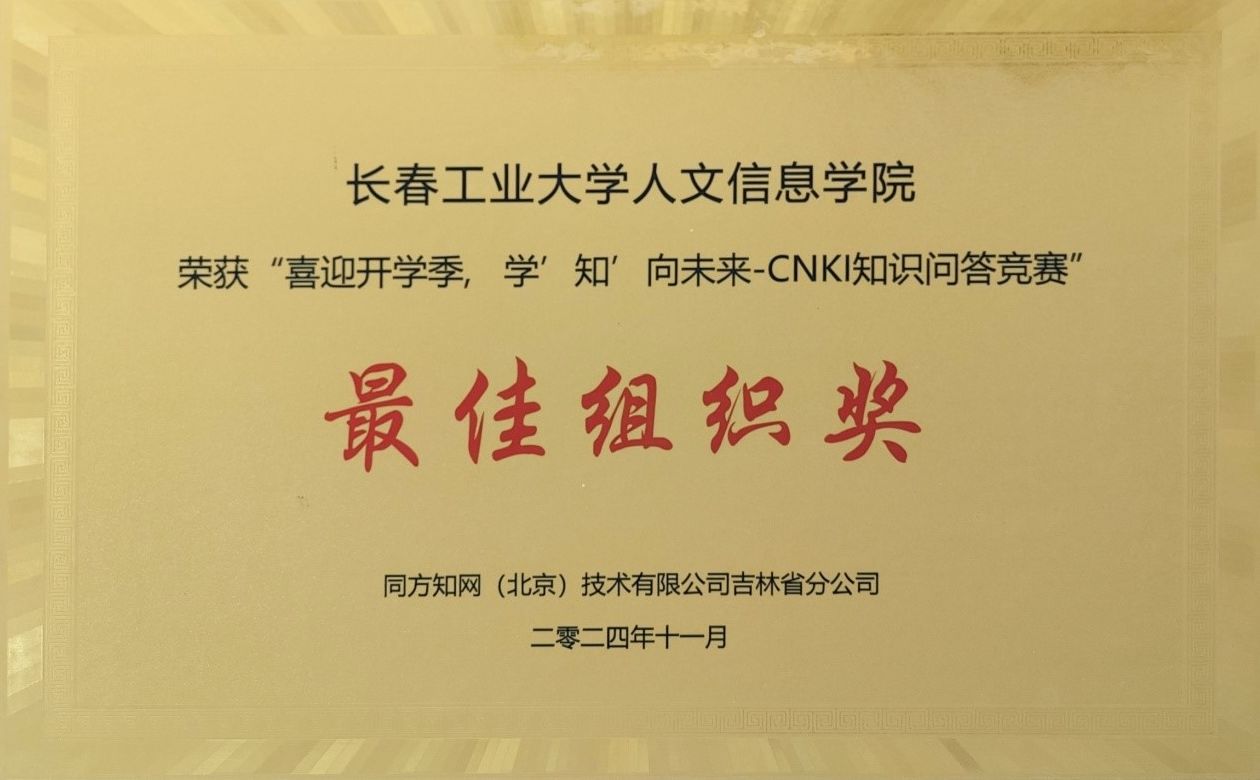 长春工业大学人文信息学院
荣获“喜迎开学季, 学’知’向未来-CNKI知识问答竞赛”
最佳组织奖
同方知网（北京）技术有限公司吉林省分公司
二零二四年十一月